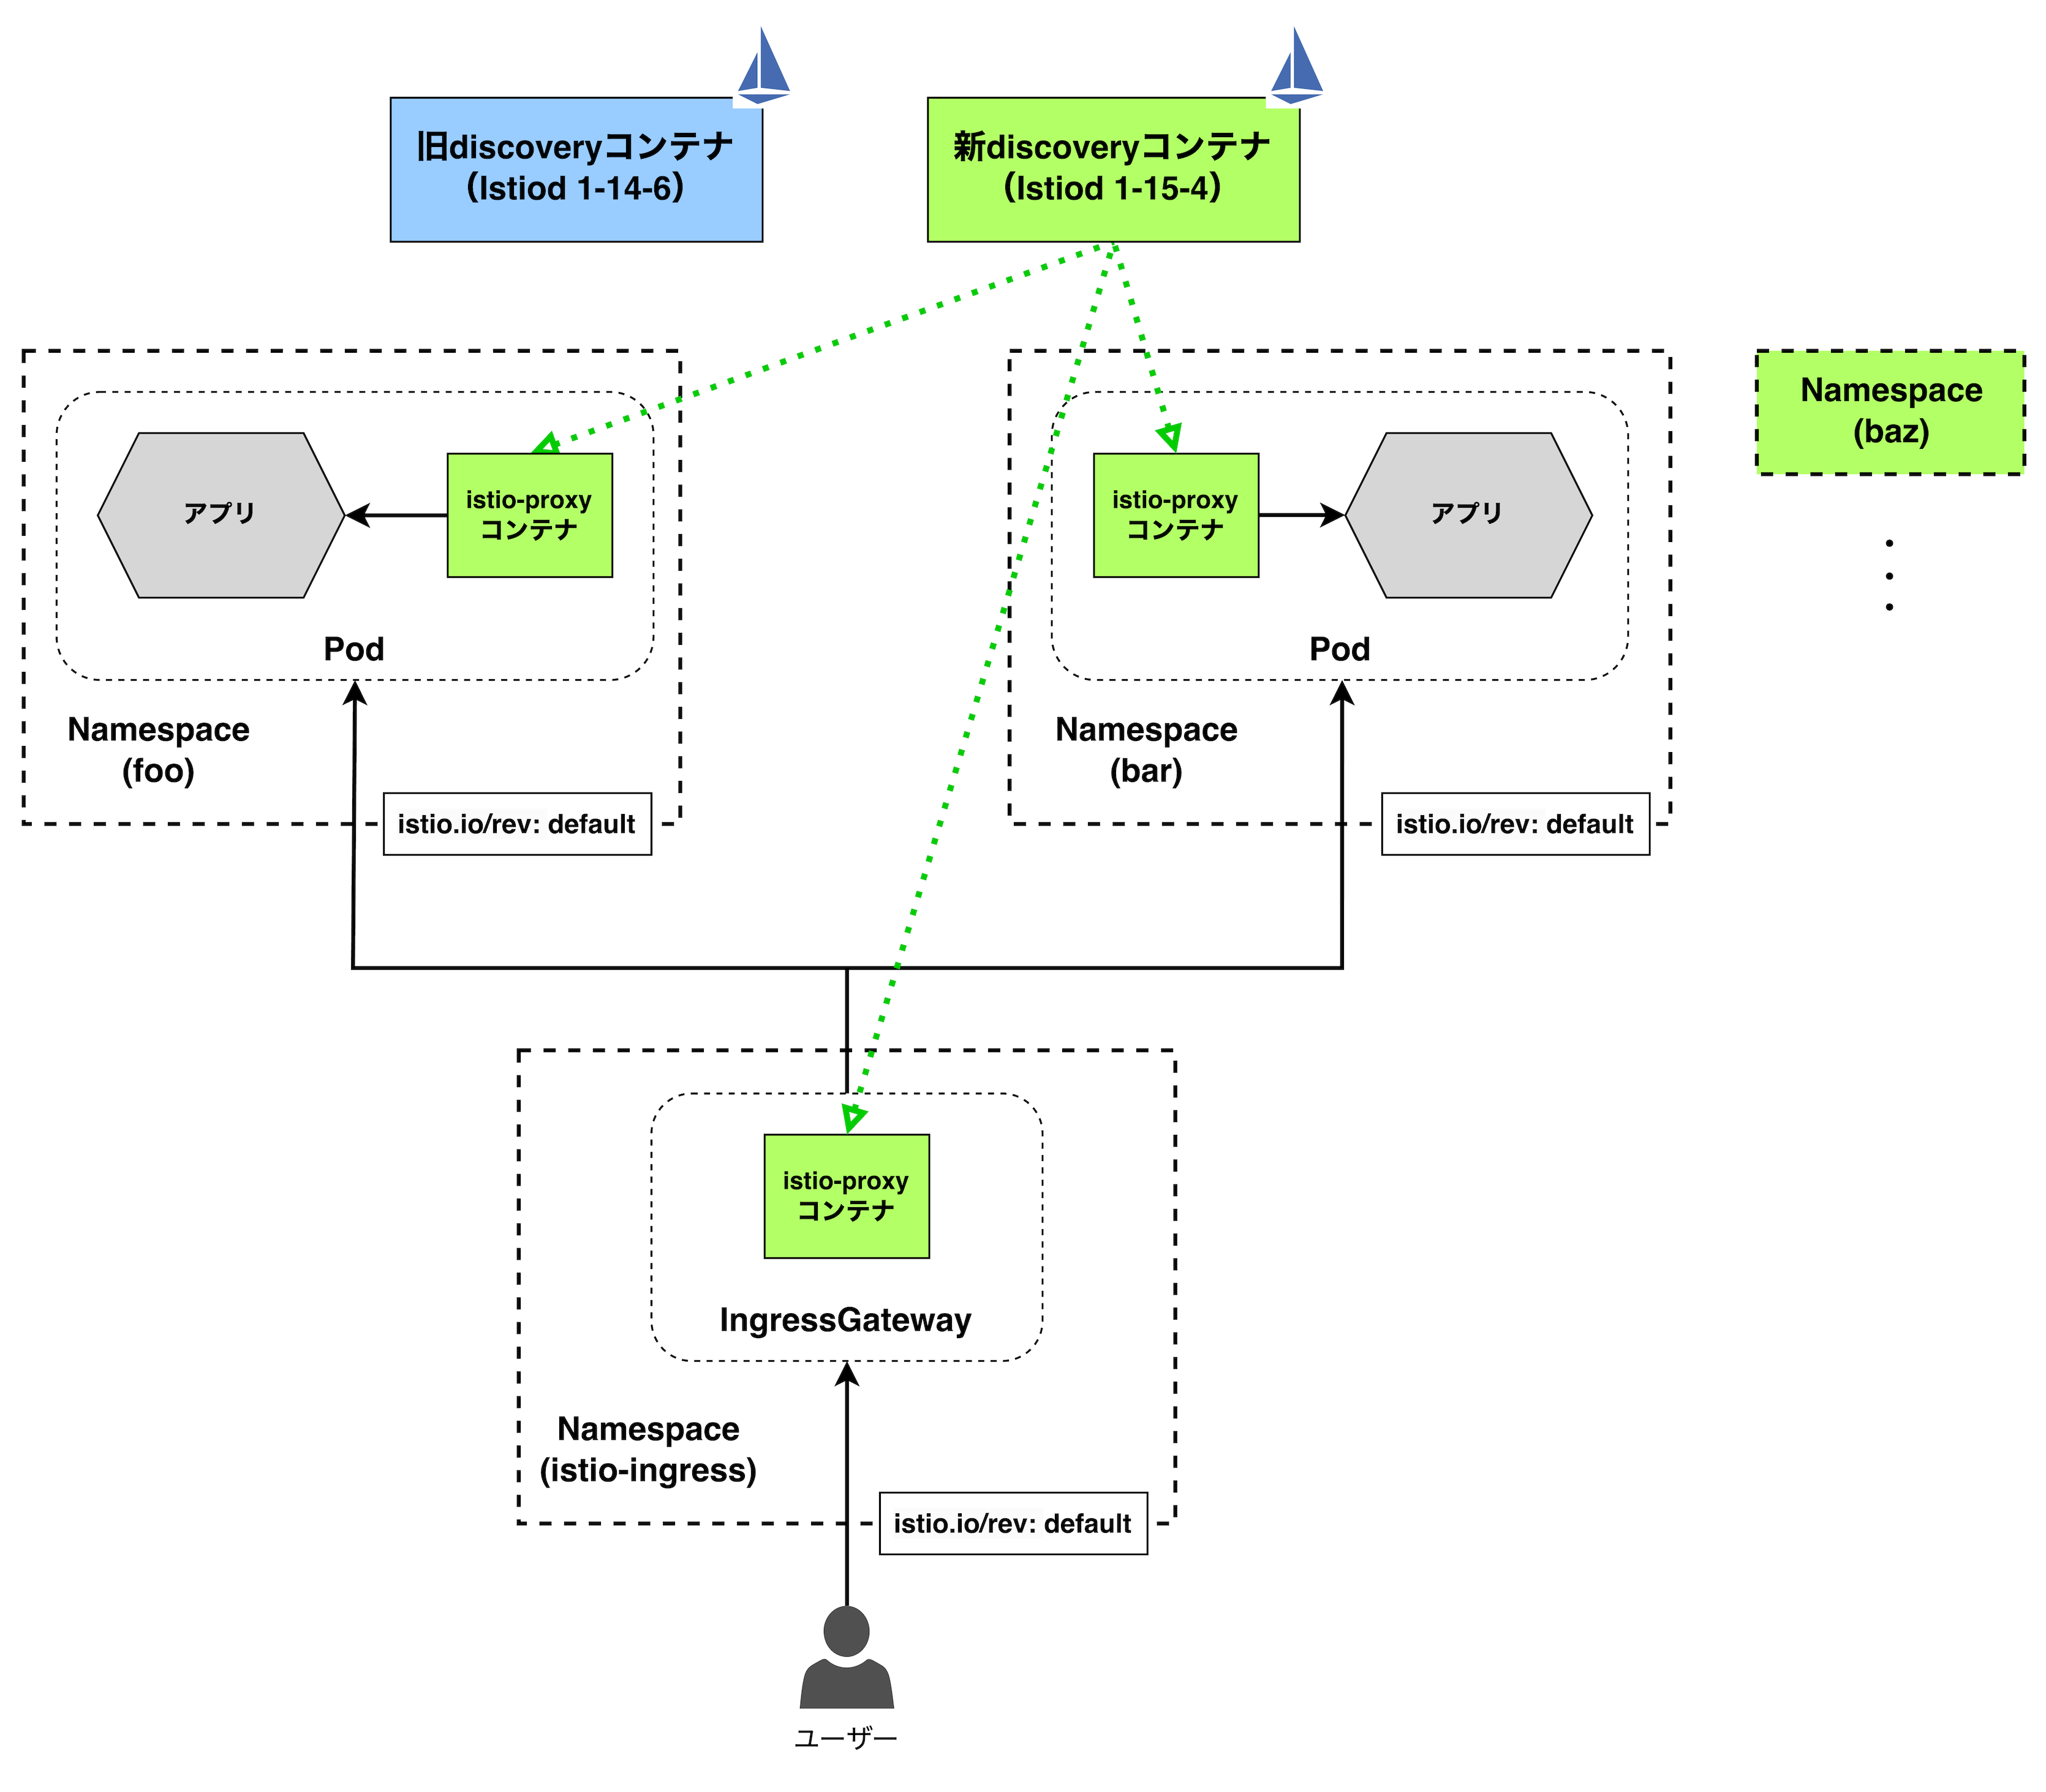 旧discoveryコンテナ
(Istiod 1-14-6)
新discoveryコンテナ
(Istiod 1-15-4)
アプリ
istio-proxy
コンテナ
Pod
Namespace
(foo)
istio.io/rev: default
istio-proxy
コンテナ
アプリ
Pod
Namespace
(bar)
istio.io/rev: default
Namespace
(baz)
istio-proxy
コンテナ
IngressGateway
Namespace
(istio-ingress)
istio.io/rev: default
ユーザー